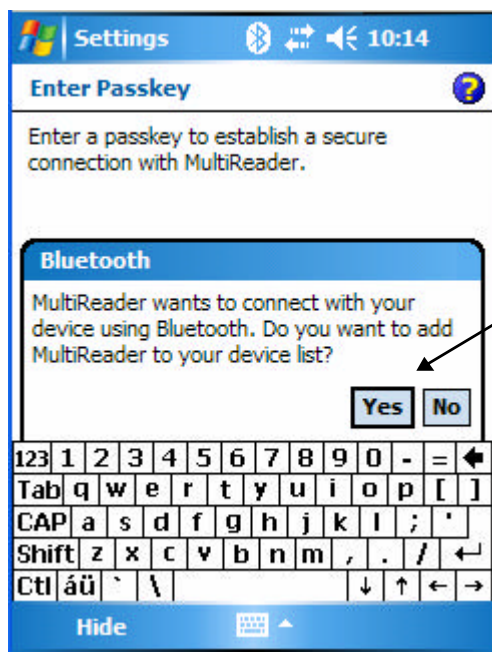 Settings 10:14
Enter Passkey ?
Enter a passkey to establish a secure
connection with MultiReader.
Bluetooth
MultiReader wants to connect with your
device using Bluetooth. Do you want to add
MultiReader to your device list?
Yes No
123 1 2 3 4 5 6 7 8 9 0 - =
Tab q w e r t y u i o p [ ]
CAP a s d f g h j k l ; '
Shift z x c v b n m , . /
Ctl áü ` \
Hide